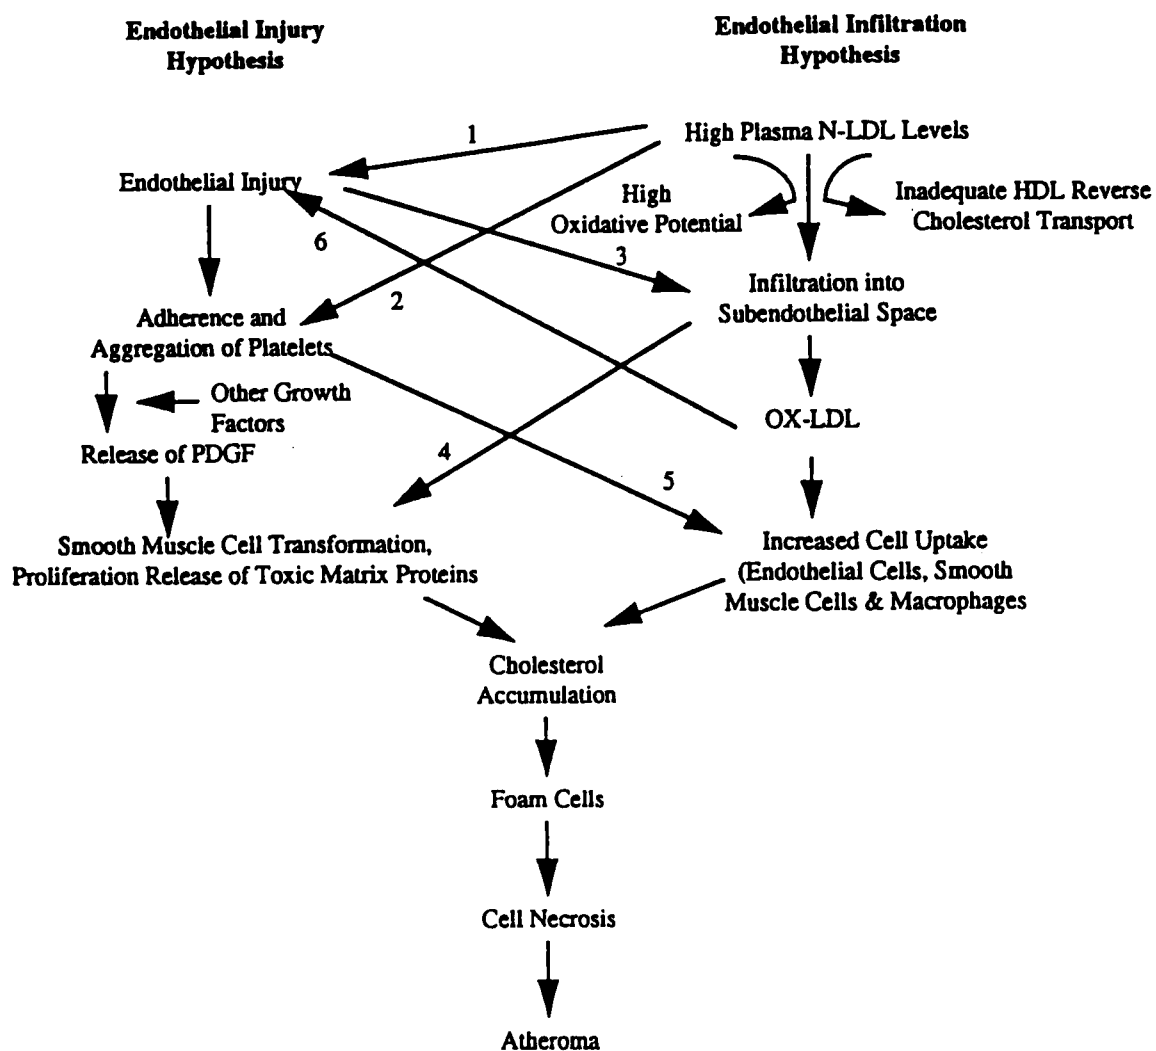 Endothelial Injury
Hypothesis
Endothelial Infiltration
Hypothesis
1
High Plasma N-LDL Levels
Endothelial Injury
High
Oxidative Potential
Inadequate HDL Reverse
Cholesterol Transport
6
3
Infiltration into
Subendothelial Space
2
Adherence and
Aggregation of Platelets
Other Growth
Factors
OX-LDL
Release of PDGF
4
5
Smooth Muscle Cell Transformation,
Proliferation Release of Toxic Matrix Proteins
Increased Cell Uptake
(Endothelial Cells, Smooth
Muscle Cells & Macrophages
Cholesterol
Accumulation
Foam Cells
Cell Necrosis
Atheroma